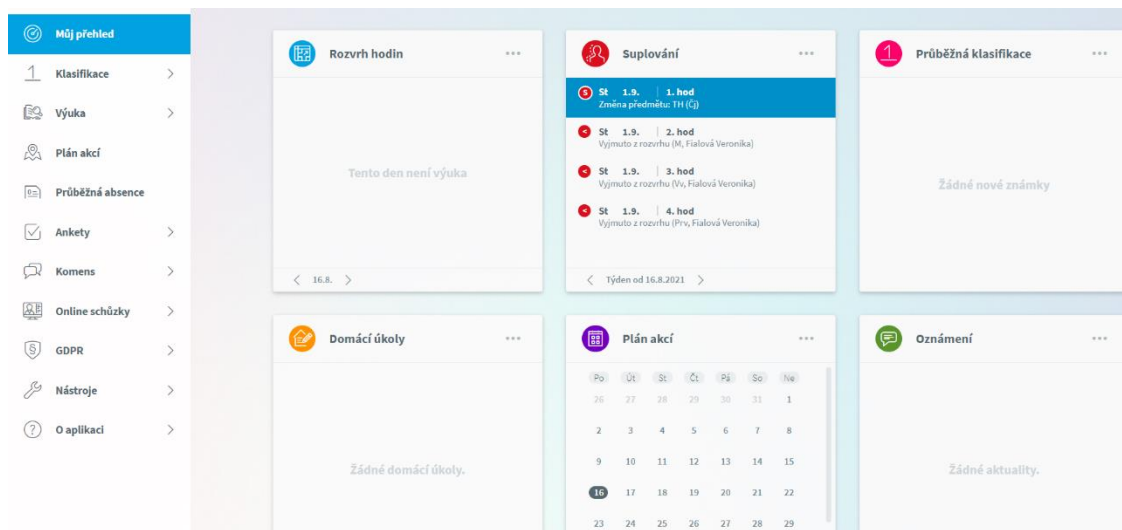 Můj přehled
Klasifikace
Výuka
Plán akcí
Průběžná absence
Ankety
Komens
Online schůzky
GDPR
Nástroje
O aplikaci
Rozvrh hodin
Tento den není výuka
16.8.
Suplování
St 1.9. | 1. hod
Změna předmětu: TH (Čj)
St 1.9. | 2. hod
Vyjmuto z rozvrhu (M, Fialová Veronika)
St 1.9. | 3. hod
Vyjmuto z rozvrhu (Vv, Fialová Veronika)
St 1.9. | 4. hod
Vyjmuto z rozvrhu (Prv, Fialová Veronika)
Týden od 16.8.2021
Průběžná klasifikace
Žádné nové známky
Domácí úkoly
Žádné domácí úkoly.
Plán akcí
Po Út St Čt Pá So Ne
26 27 28 29 30 31 1
2 3 4 5 6 7 8
9 10 11 12 13 14 15
16 17 18 19 20 21 22
23 24 25 26 27 28 29
Oznámení
Žádné aktuality.